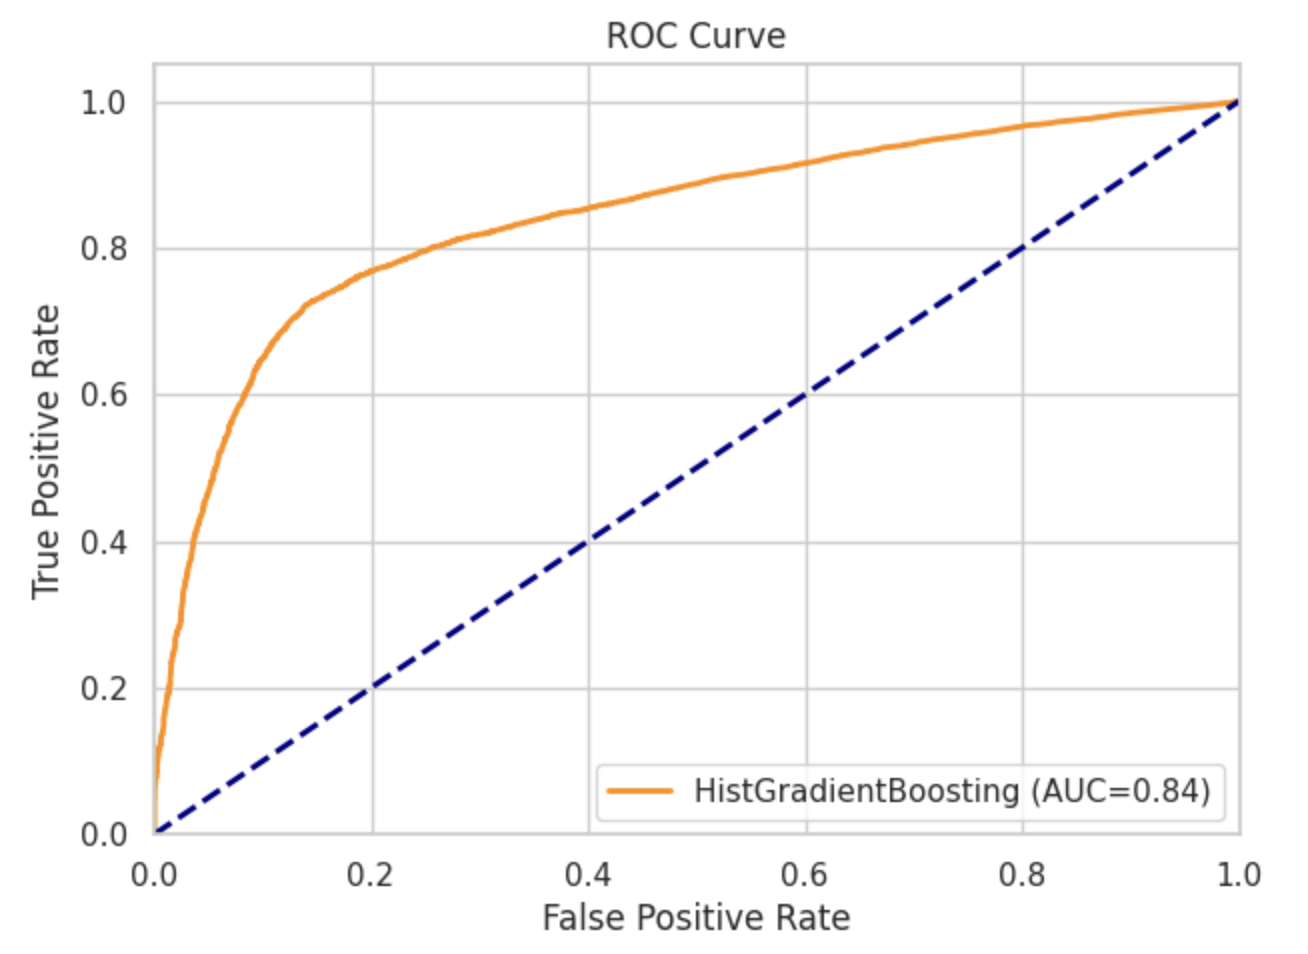 ROC Curve
1.0
0.8
0.6
0.4
0.2
0.0
True Positive Rate
HistGradientBoosting (AUC=0.84)
0.0 0.2 0.4 0.6 0.8 1.0
False Positive Rate